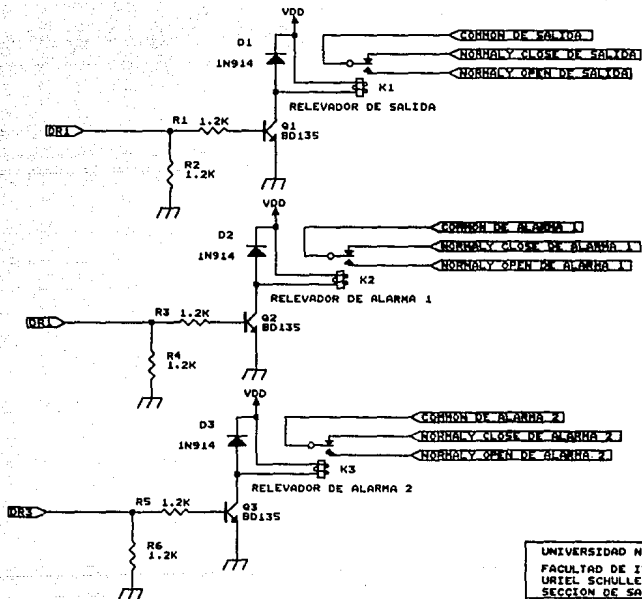 VDD
D1
1N914
COMMON DE SALIDA
NORMALY CLOSE DE SALIDA
NORMALY OPEN DE SALIDA
K1
RELEVADOR DE SALIDA
DR1
R1 1.2K
Q1
BD135
R2
1.2K
VDD
D2
1N914
COMMON DE ALARMA 1
NORMALY CLOSE DE ALARMA 1
NORMALY OPEN DE ALARMA 1
K2
RELEVADOR DE ALARMA 1
DR1
R3 1.2K
Q2
BD135
R4
1.2K
VDD
D3
1N914
COMMON DE ALARMA 2
NORMALY CLOSE DE ALARMA 2
NORMALY OPEN DE ALARMA 2
K3
RELEVADOR DE ALARMA 2
DR3
R5 1.2K
Q3
BD135
R6
1.2K
UNIVERSIDAD N
FACULTAD DE I
URIEL SCHULLE
SECCION DE SA